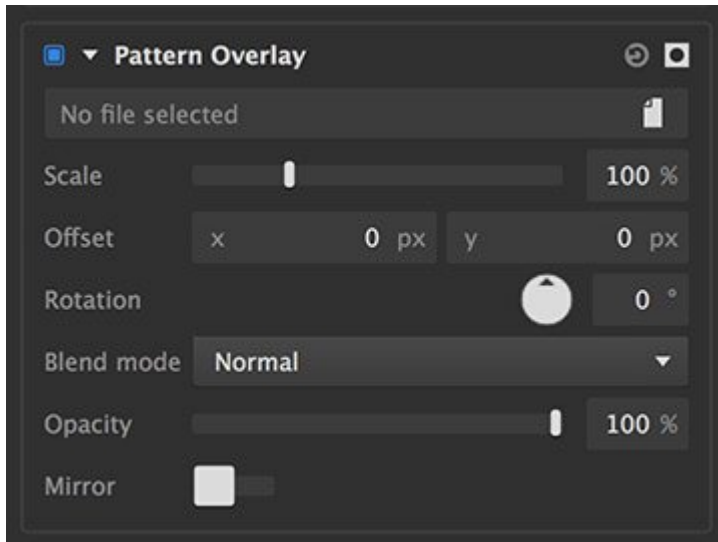 Pattern Overlay
No file selected
Scale 100 %
Offset x 0 px y 0 px
Rotation 0 °
Blend mode Normal
Opacity 100 %
Mirror